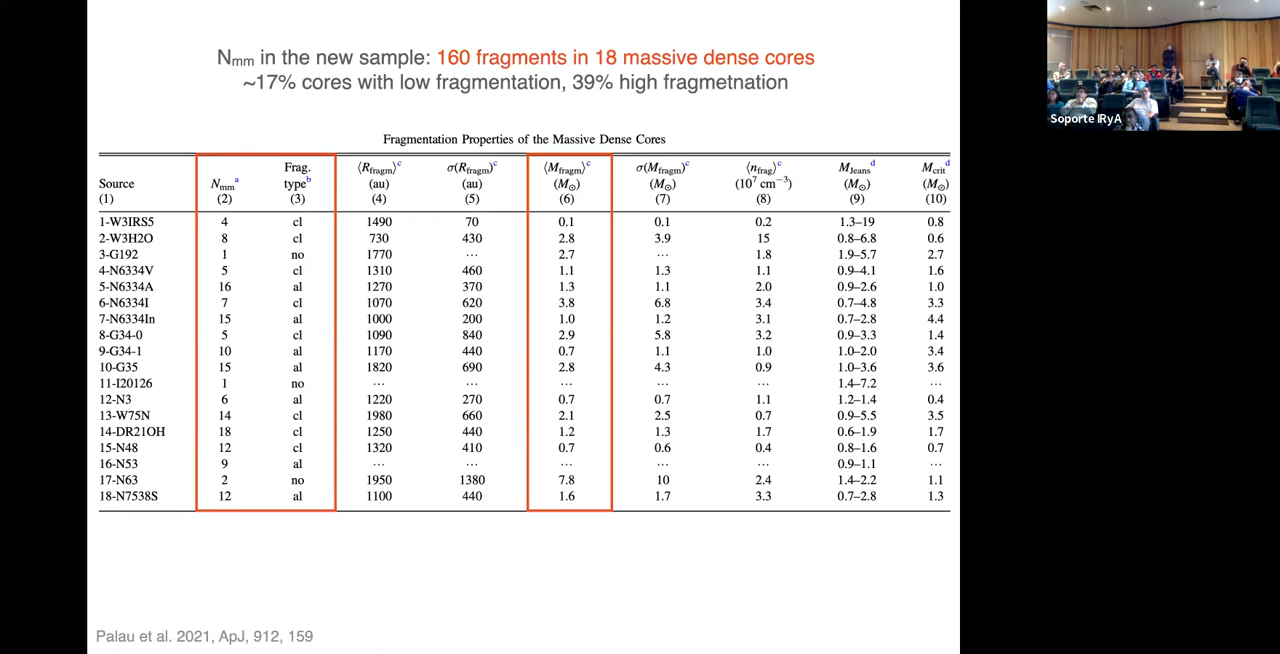 Nmm in the new sample: 160 fragments in 18 massive dense cores
~17% cores with low fragmentation, 39% high fragmetnation
Soporte IRyA
Fragmentation Properties of the Massive Dense Cores
Source (1) Nmm^a (2) Frag. type^b (3) ⟨Rfragm⟩^c (au) (4) σ(Rfragm)^c (au) (5) ⟨Mfragm⟩^c (M⊙) (6) σ(Mfragm)^c (M⊙) (7) ⟨nfrag⟩^c (10^7 cm^−3) (8) MJeans^d (M⊙) (9) Mcrit^d (M⊙) (10)
1-W3IRS5 4 cl 1490 70 0.1 0.1 0.2 1.3–19 0.8
2-W3H2O 8 cl 730 430 2.8 3.9 15 0.8–6.8 0.6
3-G192 1 no 1770 ... 2.7 ... 1.8 1.9–5.7 2.7
4-N6334V 5 cl 1310 460 1.1 1.3 1.1 0.9–4.1 1.6
5-N6334A 16 al 1270 370 1.3 1.1 2.0 0.9–2.6 1.0
6-N6334I 7 cl 1070 620 3.8 6.8 3.4 0.7–4.8 3.3
7-N6334In 15 al 1000 200 1.0 1.2 3.1 0.7–2.8 4.4
8-G34-0 5 cl 1090 840 2.9 5.8 3.2 0.9–3.3 1.4
9-G34-1 10 al 1170 440 0.7 1.1 1.0 1.0–2.0 3.4
10-G35 15 al 1820 690 2.8 4.3 0.9 1.0–3.6 3.6
11-I20126 1 no ... ... ... ... ... 1.4–7.2 ...
12-N3 6 al 1220 270 0.7 0.7 1.1 1.2–1.4 0.4
13-W75N 14 cl 1980 660 2.1 2.5 0.7 0.9–5.5 3.5
14-DR21OH 18 cl 1250 440 1.2 1.3 1.7 0.6–1.9 1.7
15-N48 12 cl 1320 410 0.7 0.6 0.4 0.8–1.6 0.7
16-N53 9 al ... ... ... ... ... 0.9–1.1 ...
17-N63 2 no 1950 1380 7.8 10 2.4 1.4–2.2 1.1
18-N7538S 12 al 1100 440 1.6 1.7 3.3 0.7–2.8 1.3
Palau et al. 2021, ApJ, 912, 159